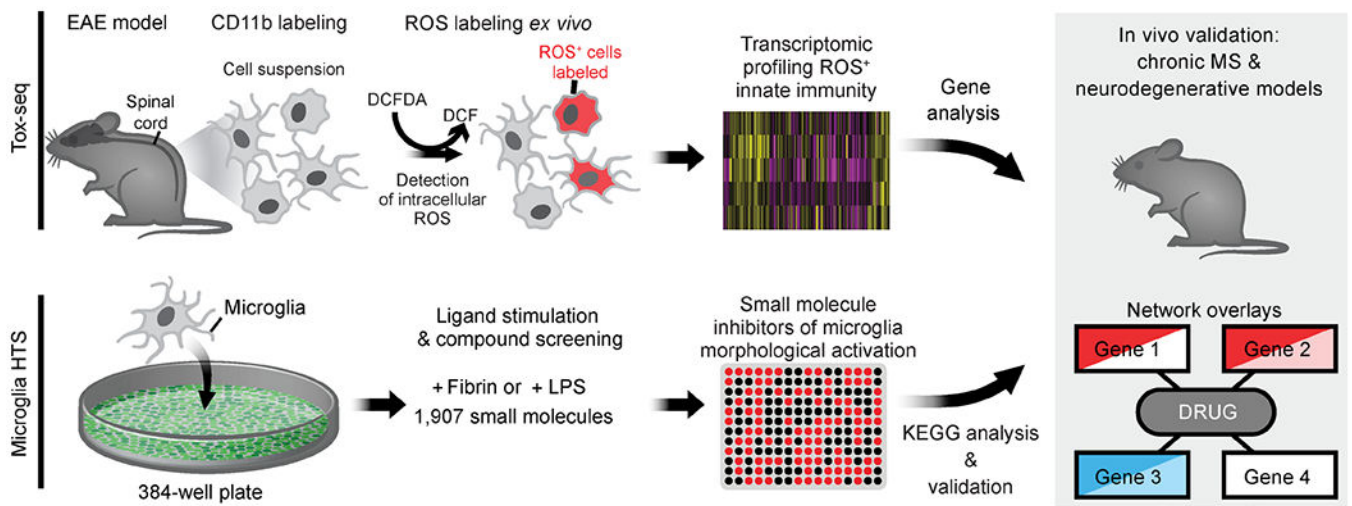 Tox-seq
EAE model
Spinal
cord
CD11b labeling
Cell suspension
ROS labeling ex vivo
ROS⁺ cells
labeled
DCFDA
DCF
Detection
of intracellular
ROS
Transcriptomic
profiling ROS⁺
innate immunity
Gene
analysis
In vivo validation:
chronic MS &
neurodegenerative models
Microglia HTS
Microglia
384-well plate
Ligand stimulation
& compound screening
+ Fibrin or + LPS
1,907 small molecules
Small molecule
inhibitors of microglia
morphological activation
KEGG analysis
&
validation
Network overlays
Gene 1
Gene 2
DRUG
Gene 3
Gene 4